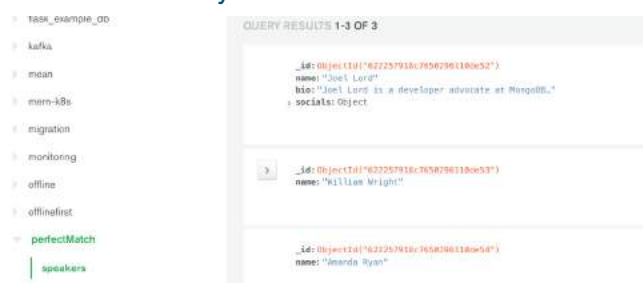 task_example_db
kafka
mean
mern-k8s
migration
monitoring
offline
offlinefirst
perfectMatch
speakers
QUERY RESULTS 1-3 OF 3
_id: ObjectId("622257918c7650296110de52")
name: "Joel Lord"
bio: "Joel Lord is a developer advocate at MongoDB…"
socials: Object
_id: ObjectId("622257918c7650296110de53")
name: "William Wright"
_id: ObjectId("622257918c7650296110de54")
name: "Amanda Ryan"